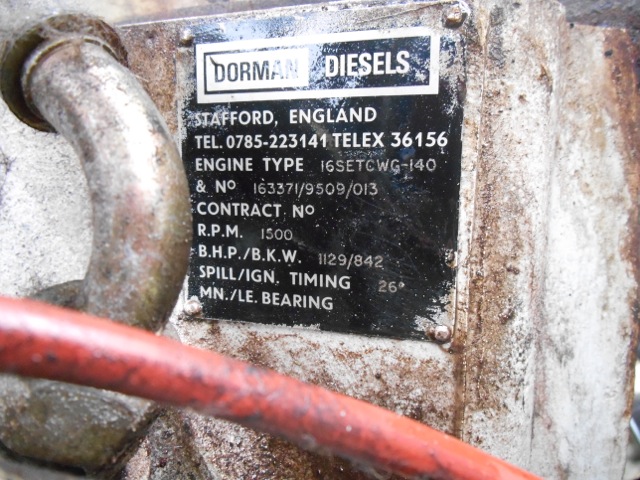 DORMAN DIESELS
STAFFORD, ENGLAND
TEL. 0785-223141 TELEX 36156
ENGINE TYPE 16SETCWG-140
& Nº 163371/9509/013
CONTRACT Nº
R.P.M. 1500
B.H.P./B.K.W. 1129/842
SPILL/IGN. TIMING 26°
MN./LE. BEARING